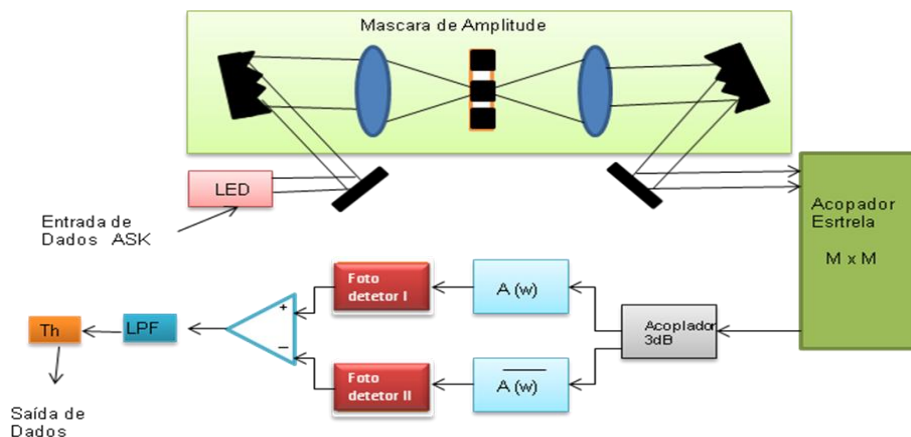 Mascara de Amplitude
LED
Entrada de
Dados ASK
Acopador
Esrtrela
M x M
Foto
detetor I
A (w)
Acoplador
3dB
+
−
Th
LPF
Foto
detetor II
A (w)
Saída de
Dados